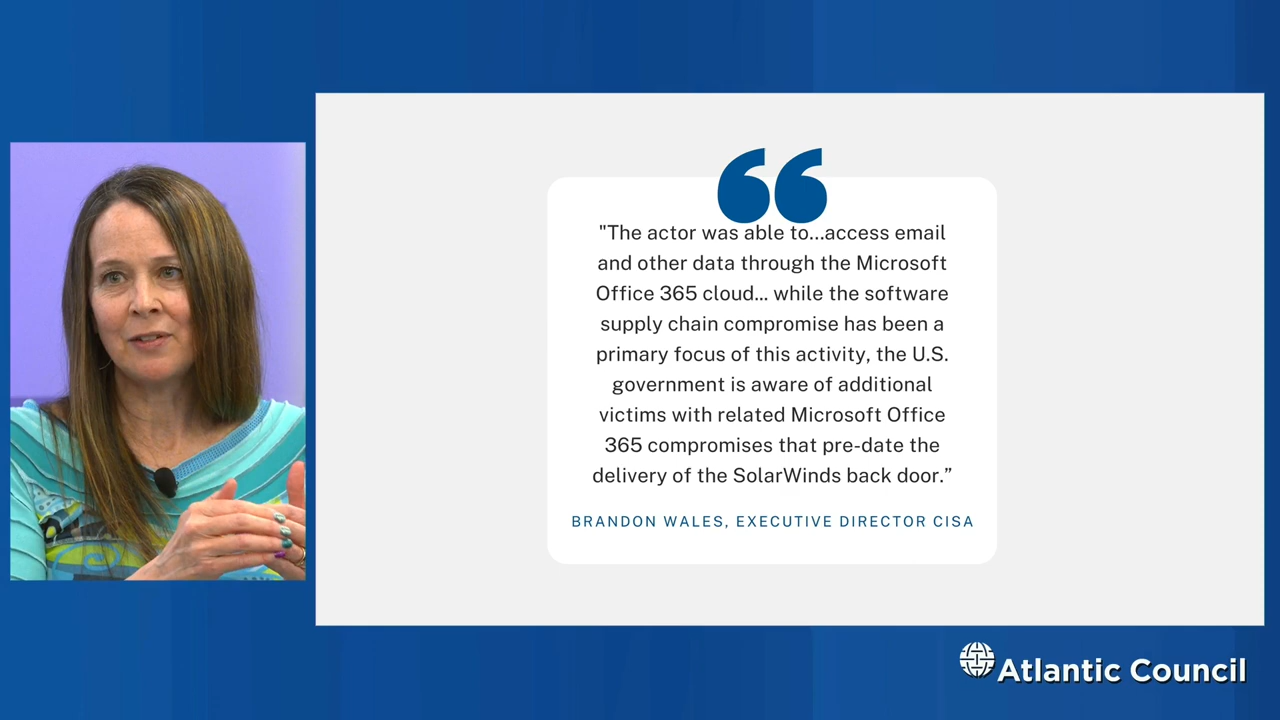 "The actor was able to...access email
and other data through the Microsoft
Office 365 cloud... while the software
supply chain compromise has been a
primary focus of this activity, the U.S.
government is aware of additional
victims with related Microsoft Office
365 compromises that pre-date the
delivery of the SolarWinds back door.”
BRANDON WALES, EXECUTIVE DIRECTOR CISA
Atlantic Council